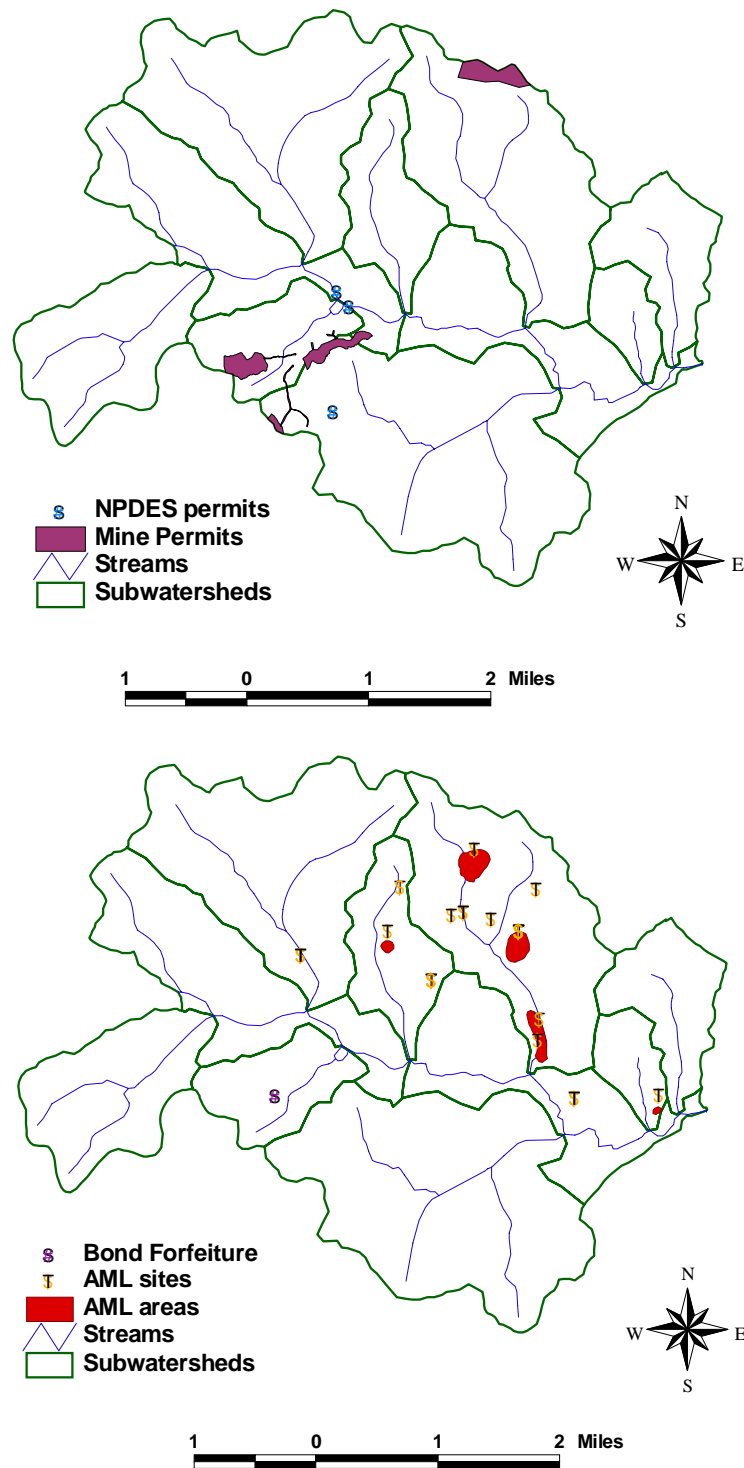 N
W E
S
NPDES permits
Mine Permits
Streams
Subwatersheds
1 0 1 2 Miles
Bond Forfeiture
AML sites
AML areas
Streams
Subwatersheds
N
W E
S
1 0 1 2 Miles